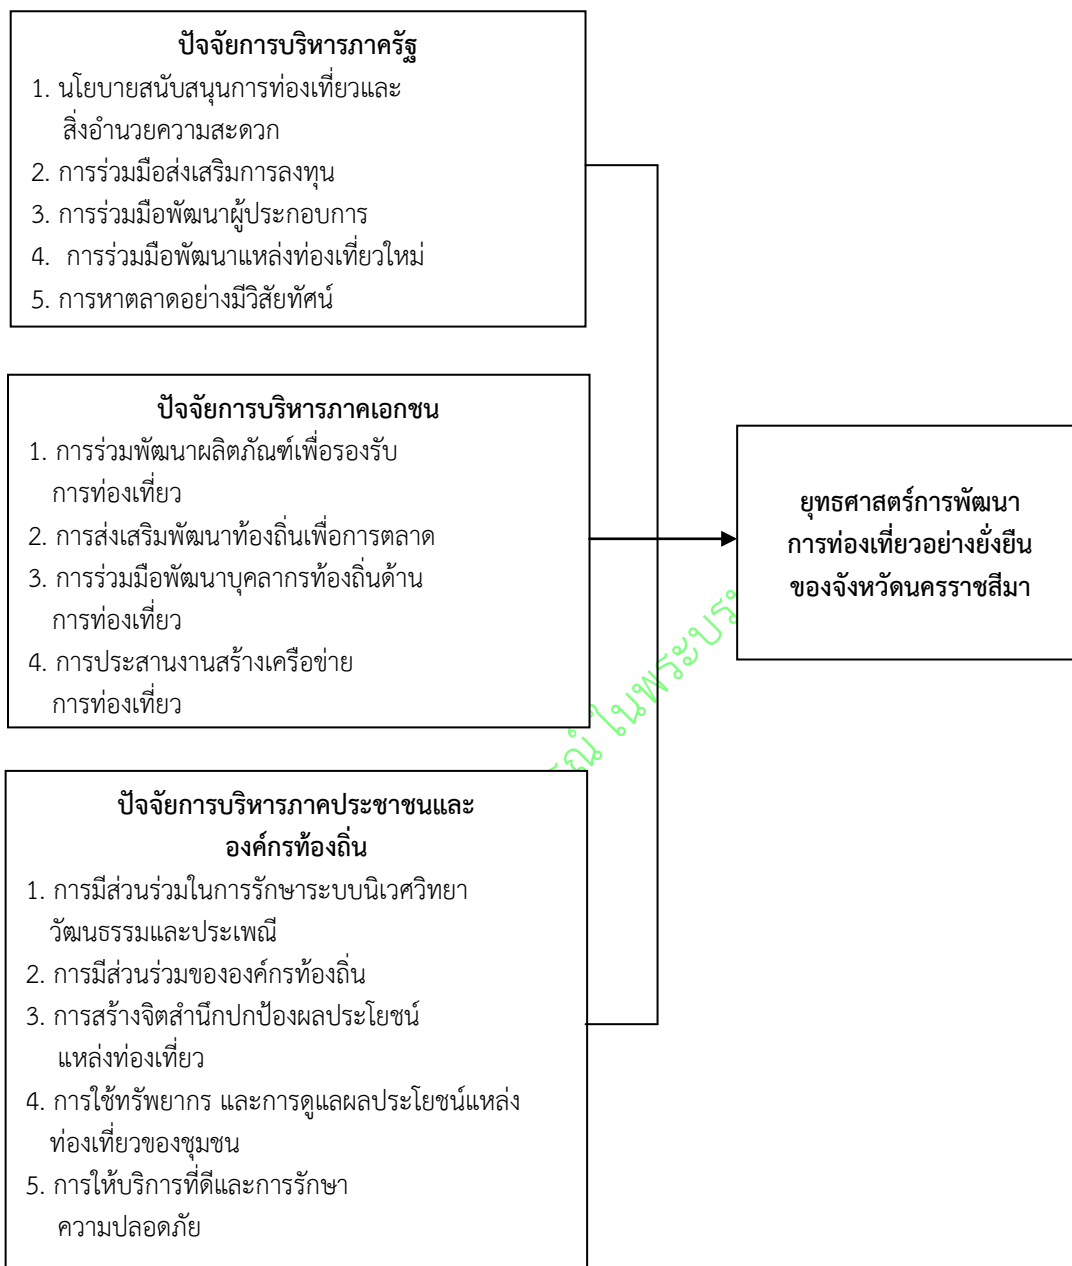 ปัจจัยการบริหารภาครัฐ
1. นโยบายสนับสนุนการท่องเที่ยวและ
สิ่งอำนวยความสะดวก
2. การร่วมมือส่งเสริมการลงทุน
3. การร่วมมือพัฒนาผู้ประกอบการ
4. การร่วมมือพัฒนาแหล่งท่องเที่ยวใหม่
5. การหาตลาดอย่างมีวิสัยทัศน์
ปัจจัยการบริหารภาคเอกชน
1. การร่วมพัฒนาผลิตภัณฑ์เพื่อรองรับ
การท่องเที่ยว
2. การส่งเสริมพัฒนาท้องถิ่นเพื่อการตลาด
3. การร่วมมือพัฒนาบุคลากรท้องถิ่นด้าน
การท่องเที่ยว
4. การประสานงานสร้างเครือข่าย
การท่องเที่ยว
ปัจจัยการบริหารภาคประชาชนและ
องค์กรท้องถิ่น
1. การมีส่วนร่วมในการรักษาระบบนิเวศวิทยา
วัฒนธรรมและประเพณี
2. การมีส่วนร่วมขององค์กรท้องถิ่น
3. การสร้างจิตสำนึกปกป้องผลประโยชน์
แหล่งท่องเที่ยว
4. การใช้ทรัพยากร และการดูแลผลประโยชน์แหล่ง
ท่องเที่ยวของชุมชน
5. การให้บริการที่ดีและการรักษา
ความปลอดภัย
ยุทธศาสตร์การพัฒนา
การท่องเที่ยวอย่างยั่งยืน
ของจังหวัดนครราชสีมา
ในพระบร